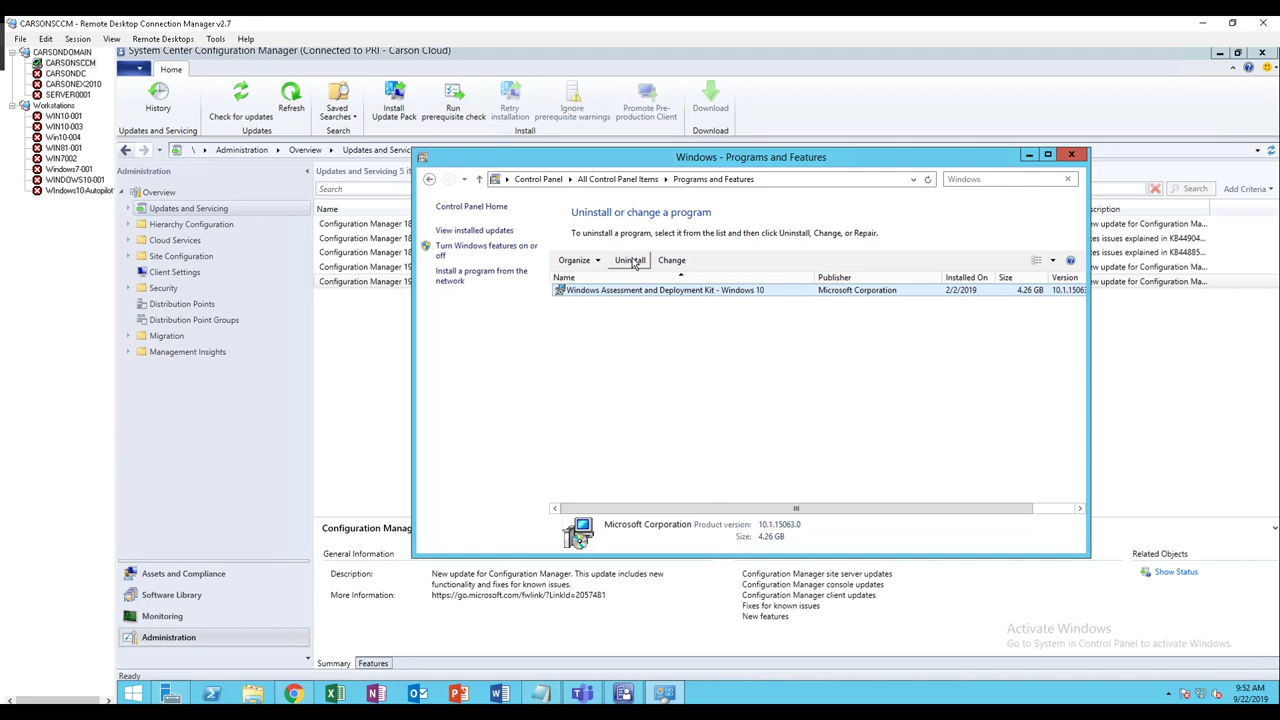 CARSONSCCM - Remote Desktop Connection Manager v2.7
File Edit Session View Remote Desktops Tools Help
CARSONDOMAIN
CARSONSCCM
CARSONDC
CARSONEX2010
SERVER0001
Workstations
WIN10-001
WIN10-003
Win10-004
WIN81-001
WIN7002
Windows7-001
WINDOWS10-001
WIndows10-Autopilot
System Center Configuration Manager (Connected to PRI - Carson Cloud)
Home
History
Check for updates
Refresh
Saved Searches
Install Update Pack
Run prerequisite check
Retry installation
Ignore prerequisite warnings
Promote Pre-production Client
Download
Updates and Servicing
Updates
Search
Install
Download
\ Administration Overview Updates and Servic
Administration
Overview
Updates and Servicing
Hierarchy Configuration
Cloud Services
Site Configuration
Client Settings
Security
Distribution Points
Distribution Point Groups
Migration
Management Insights
Assets and Compliance
Software Library
Monitoring
Administration
Updates and Servicing 5 it
Search
Search
Add Criteria
Name
scription
Configuration Manager 18
w update for Configuration Ma...
Configuration Manager 18
es issues explained in KB44904
Configuration Manager 18
es issues explained in KB44885
Configuration Manager 19
w update for Configuration Ma...
Configuration Manager 19
w update for Configuration Ma...
Windows - Programs and Features
Control Panel All Control Panel Items Programs and Features
Windows
Control Panel Home
View installed updates
Turn Windows features on or off
Install a program from the network
Uninstall or change a program
To uninstall a program, select it from the list and then click Uninstall, Change, or Repair.
Organize Uninstall Change
Name Publisher Installed On Size Version
Windows Assessment and Deployment Kit - Windows 10 Microsoft Corporation 2/2/2019 4.26 GB 10.1.15063
Microsoft Corporation Product version: 10.1.15063.0
Size: 4.26 GB
Configuration Manag
General Information
Related Objects
Description: New update for Configuration Manager. This update includes new functionality and fixes for known issues.
More Information: https://go.microsoft.com/fwlink/?LinkId=2057481
Configuration Manager site server updates
Configuration Manager console updates
Configuration Manager client updates
Fixes for known issues
New features
Show Status
Activate Windows
Go to System in Control Panel to activate Windows.
Summary Features
Ready
9:52 AM
9/22/2019